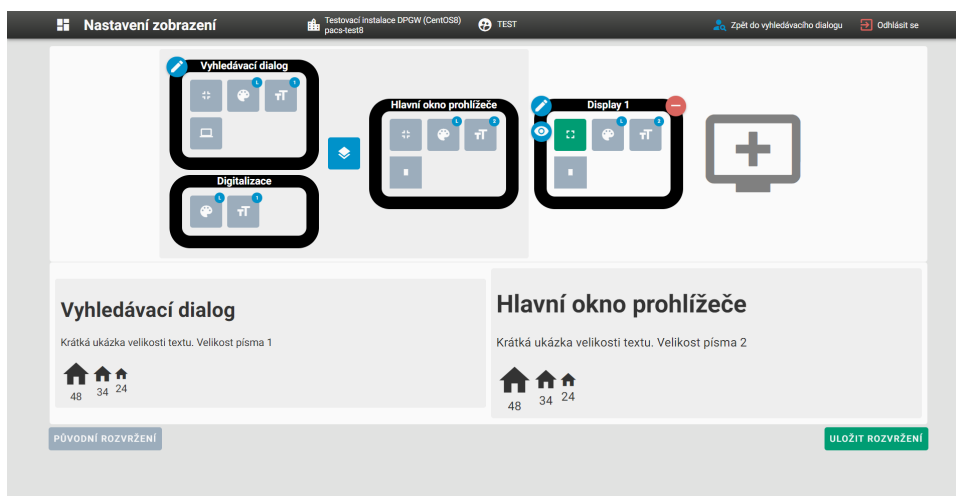 Nastavení zobrazení
Testovací instalace DPGW (CentOS8)
pacs-test8
TEST
Zpět do vyhledávacího dialogu
Odhlásit se
Vyhledávací dialog
L
1
Digitalizace
L
1
Hlavní okno prohlížeče
L
2
Display 1
L
2
Vyhledávací dialog
Krátká ukázka velikosti textu. Velikost písma 1
48 34 24
Hlavní okno prohlížeče
Krátká ukázka velikosti textu. Velikost písma 2
48 34 24
PŮVODNÍ ROZVRŽENÍ
ULOŽIT ROZVRŽENÍ